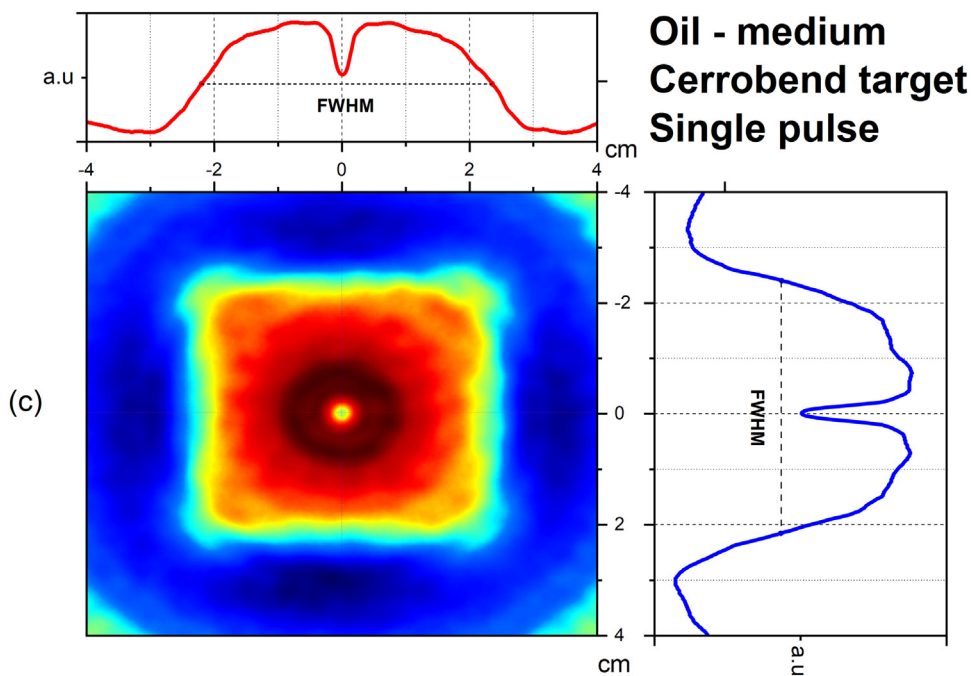 Oil - medium
Cerrobend target
Single pulse
a.u
FWHM
cm
-4 -2 0 2 4
-4
-2
FWHM
(c)
0
2
4
cm
a.u